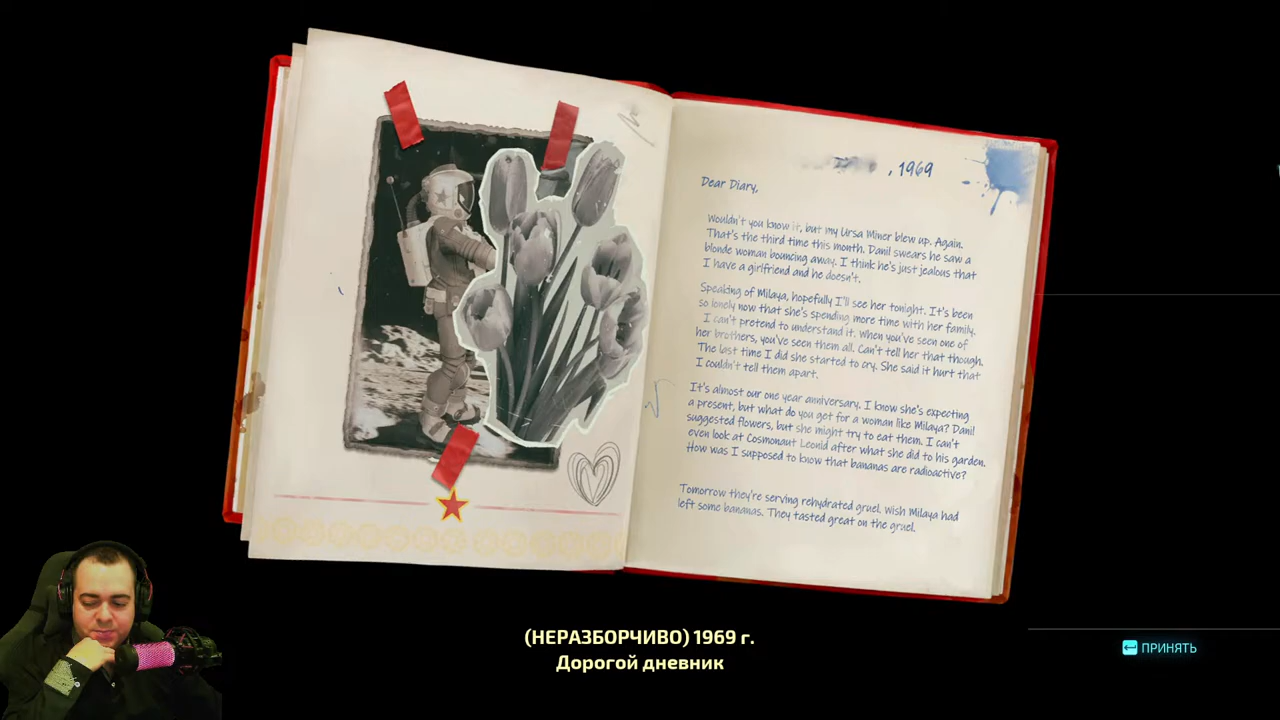 , 1969
Dear Diary,
Wouldn't you know it, but my Ursa Miner blew up. Again.
That's the third time this month. Danil swears he saw a
blonde woman bouncing away. I think he's just jealous that
I have a girlfriend and he doesn't.
Speaking of Milaya, hopefully I'll see her tonight. It's been
so lonely now that she's spending more time with her family.
I can't pretend to understand it. When you've seen one of
her brothers, you've seen them all. Can't tell her that though.
The last time I did she started to cry. She said it hurt that
I couldn't tell them apart.
It's almost our one year anniversary. I know she's expecting
a present, but what do you get for a woman like Milaya? Danil
suggested flowers, but she might try to eat them. I can't
even look at Cosmonaut Leonid after what she did to his garden.
How was I supposed to know that bananas are radioactive?
Tomorrow they're serving rehydrated gruel. Wish Milaya had
left some bananas. They tasted great on the gruel.
(НЕРАЗБОРЧИВО) 1969 г.
Дорогой дневник
ПРИНЯТЬ